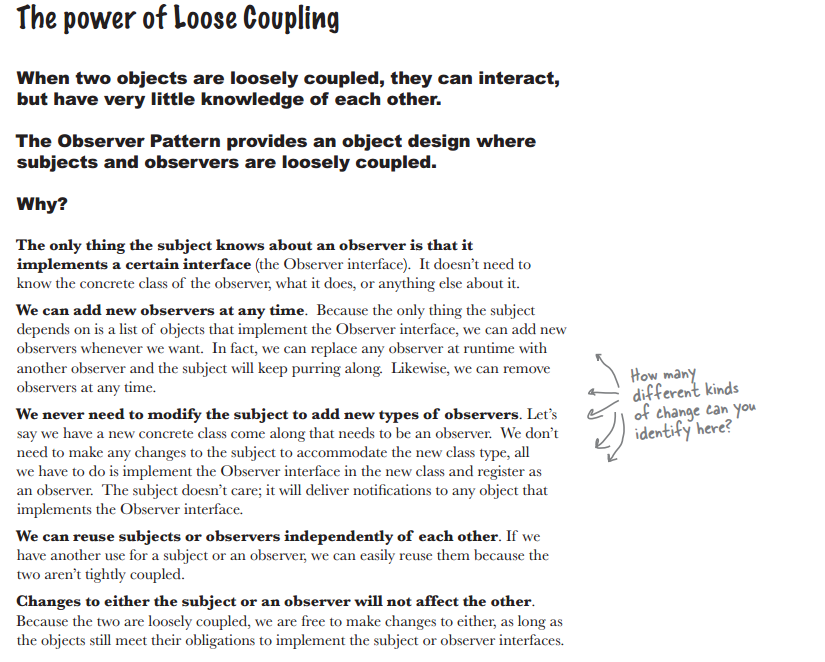 The power of Loose Coupling
When two objects are loosely coupled, they can interact,
but have very little knowledge of each other.
The Observer Pattern provides an object design where
subjects and observers are loosely coupled.
Why?
The only thing the subject knows about an observer is that it
implements a certain interface (the Observer interface).  It doesn't need to
know the concrete class of the observer, what it does, or anything else about it.
We can add new observers at any time.  Because the only thing the subject
depends on is a list of objects that implement the Observer interface, we can add new
observers whenever we want.  In fact, we can replace any observer at runtime with
another observer and the subject will keep purring along.  Likewise, we can remove
observers at any time.
We never need to modify the subject to add new types of observers. Let's
say we have a new concrete class come along that needs to be an observer.  We don't
need to make any changes to the subject to accommodate the new class type, all
we have to do is implement the Observer interface in the new class and register as
an observer.  The subject doesn't care; it will deliver notifications to any object that
implements the Observer interface.
We can reuse subjects or observers independently of each other. If we
have another use for a subject or an observer, we can easily reuse them because the
two aren't tightly coupled.
Changes to either the subject or an observer will not affect the other.
Because the two are loosely coupled, we are free to make changes to either, as long as
the objects still meet their obligations to implement the subject or observer interfaces.
How many
different kinds
of change can you
identify here?